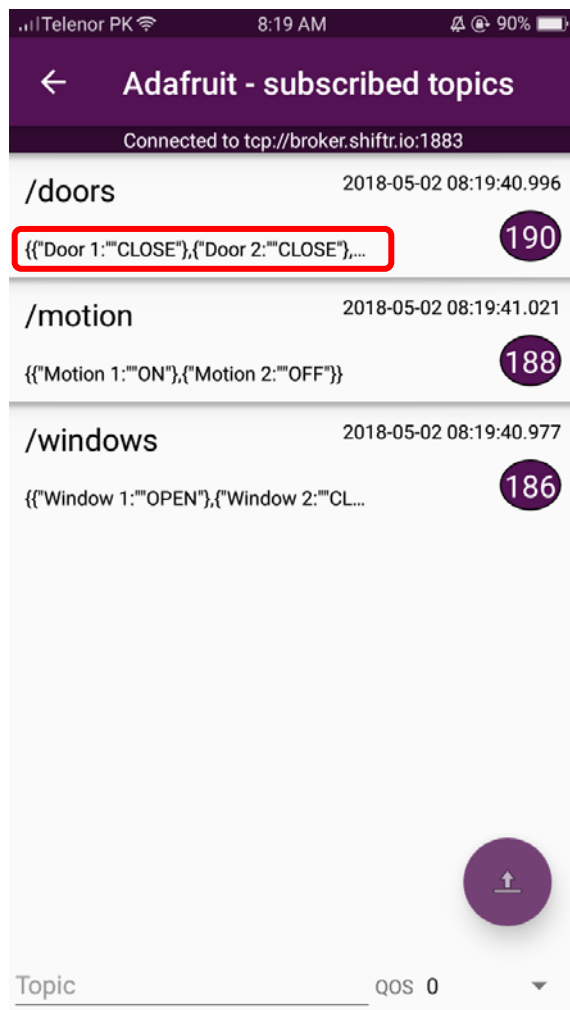 Telenor PK 8:19 AM 90%
Adafruit - subscribed topics
Connected to tcp://broker.shiftr.io:1883
/doors 2018-05-02 08:19:40.996
{{"Door 1:""CLOSE"},{"Door 2:""CLOSE"},... 190
/motion 2018-05-02 08:19:41.021
{{"Motion 1:""ON"},{"Motion 2:""OFF"}} 188
/windows 2018-05-02 08:19:40.977
{{"Window 1:""OPEN"},{"Window 2:""CL... 186
Topic QOS 0